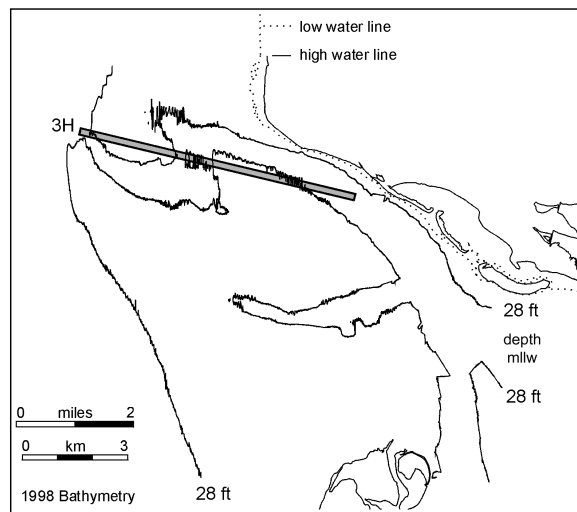 low water line
high water line
3H
28 ft
depth
mllw
28 ft
0 miles 2
0 km 3
1998 Bathymetry
28 ft